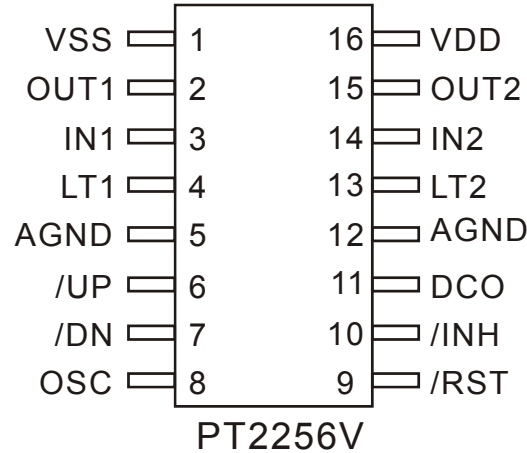 VSS 1 16 VDD
OUT1 2 15 OUT2
IN1 3 14 IN2
LT1 4 13 LT2
AGND 5 12 AGND
/UP 6 11 DCO
/DN 7 10 /INH
OSC 8 9 /RST
PT2256V